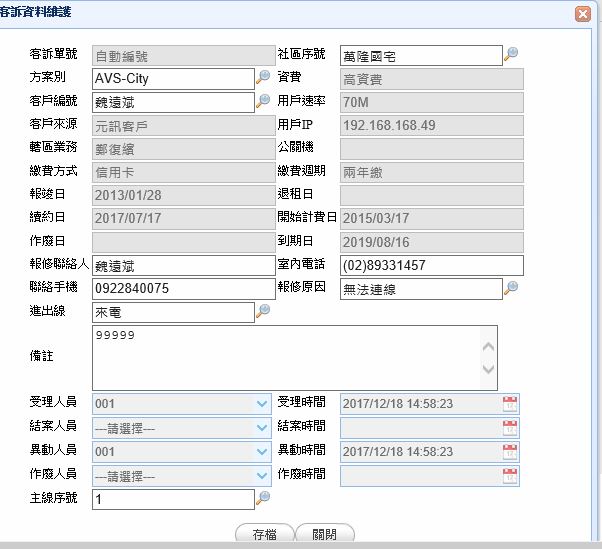 客訴資料維護
客訴單號 自動編號 社區序號 萬隆國宅
方案別 AVS-City 資費 高資費
客戶編號 魏遠斌 用戶速率 70M
客戶來源 元訊客戶 用戶IP 192.168.168.49
轄區業務 鄭復繽 公關機
繳費方式 信用卡 繳費週期 兩年繳
報竣日 2013/01/28 退租日
續約日 2017/07/17 開始計費日 2015/03/17
作廢日 到期日 2019/08/16
報修聯絡人 魏遠斌 室內電話 (02)89331457
聯絡手機 0922840075 報修原因 無法連線
進出線 來電
備註 99999
受理人員 001 受理時間 2017/12/18 14:58:23
結案人員 ---請選擇--- 結案時間
異動人員 001 異動時間 2017/12/18 14:58:23
作廢人員 ---請選擇--- 作廢時間
主線序號 1
存檔 關閉